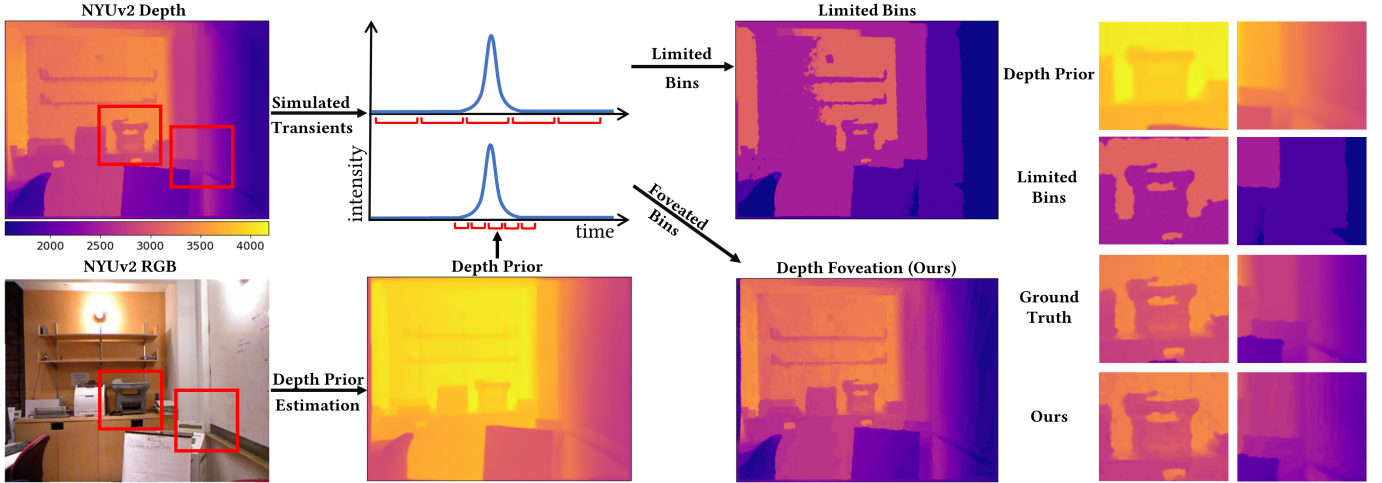 NYUv2 Depth
2000 2500 3000 3500 4000
NYUv2 RGB
Simulated
Transients
intensity
time
Depth Prior
Estimation
Depth Prior
Limited
Bins
Foveated
Bins
Limited Bins
Depth Foveation (Ours)
Depth Prior
Limited
Bins
Ground
Truth
Ours